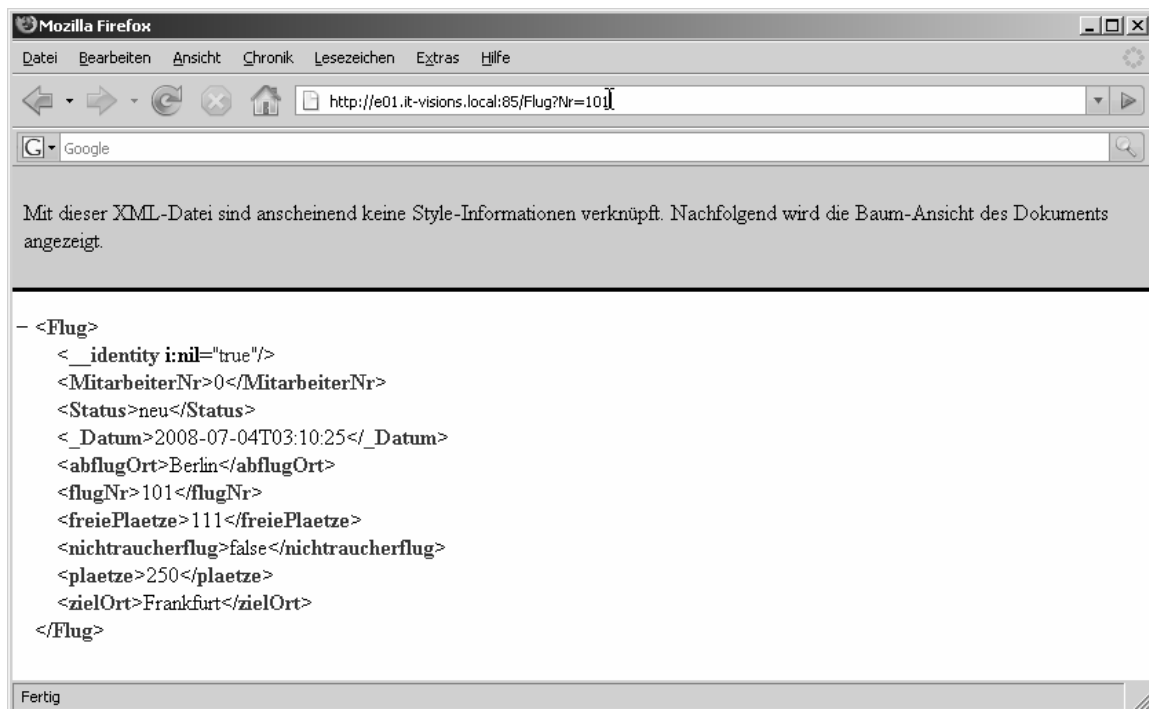 Mozilla Firefox
Datei Bearbeiten Ansicht Chronik Lesezeichen Extras Hilfe
http://e01.it-visions.local:85/Flug?Nr=101
G Google
Mit dieser XML-Datei sind anscheinend keine Style-Informationen verknüpft. Nachfolgend wird die Baum-Ansicht des Dokuments
angezeigt.
− <Flug>
<__identity i:nil="true"/>
<MitarbeiterNr>0</MitarbeiterNr>
<Status>neu</Status>
<_Datum>2008-07-04T03:10:25</_Datum>
<abflugOrt>Berlin</abflugOrt>
<flugNr>101</flugNr>
<freiePlaetze>111</freiePlaetze>
<nichtraucherflug>false</nichtraucherflug>
<plaetze>250</plaetze>
<zielOrt>Frankfurt</zielOrt>
</Flug>
Fertig